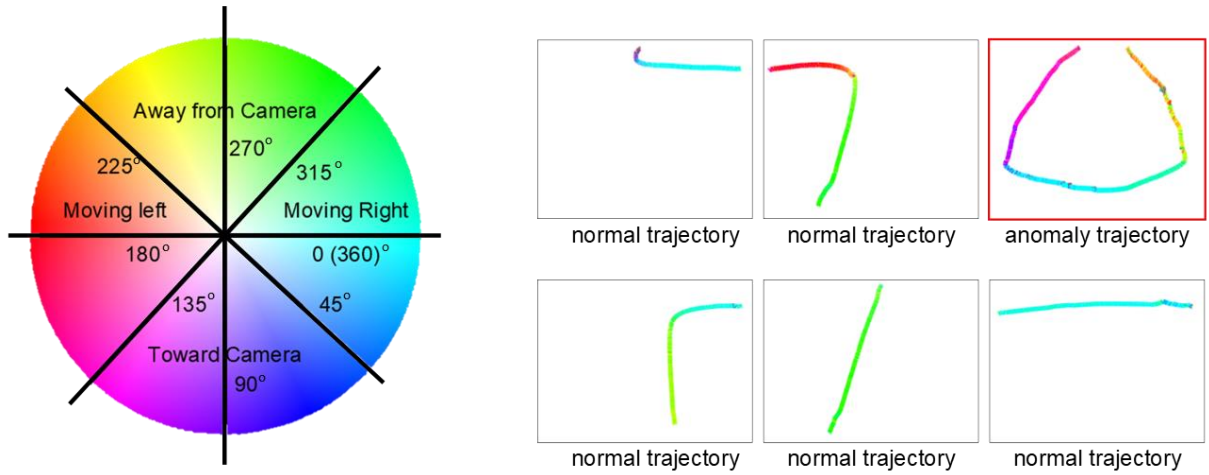 Away from Camera
270°
225°
315°
Moving left
Moving Right
180°
0 (360)°
135°
45°
Toward Camera
90°
normal trajectory
normal trajectory
anomaly trajectory
normal trajectory
normal trajectory
normal trajectory